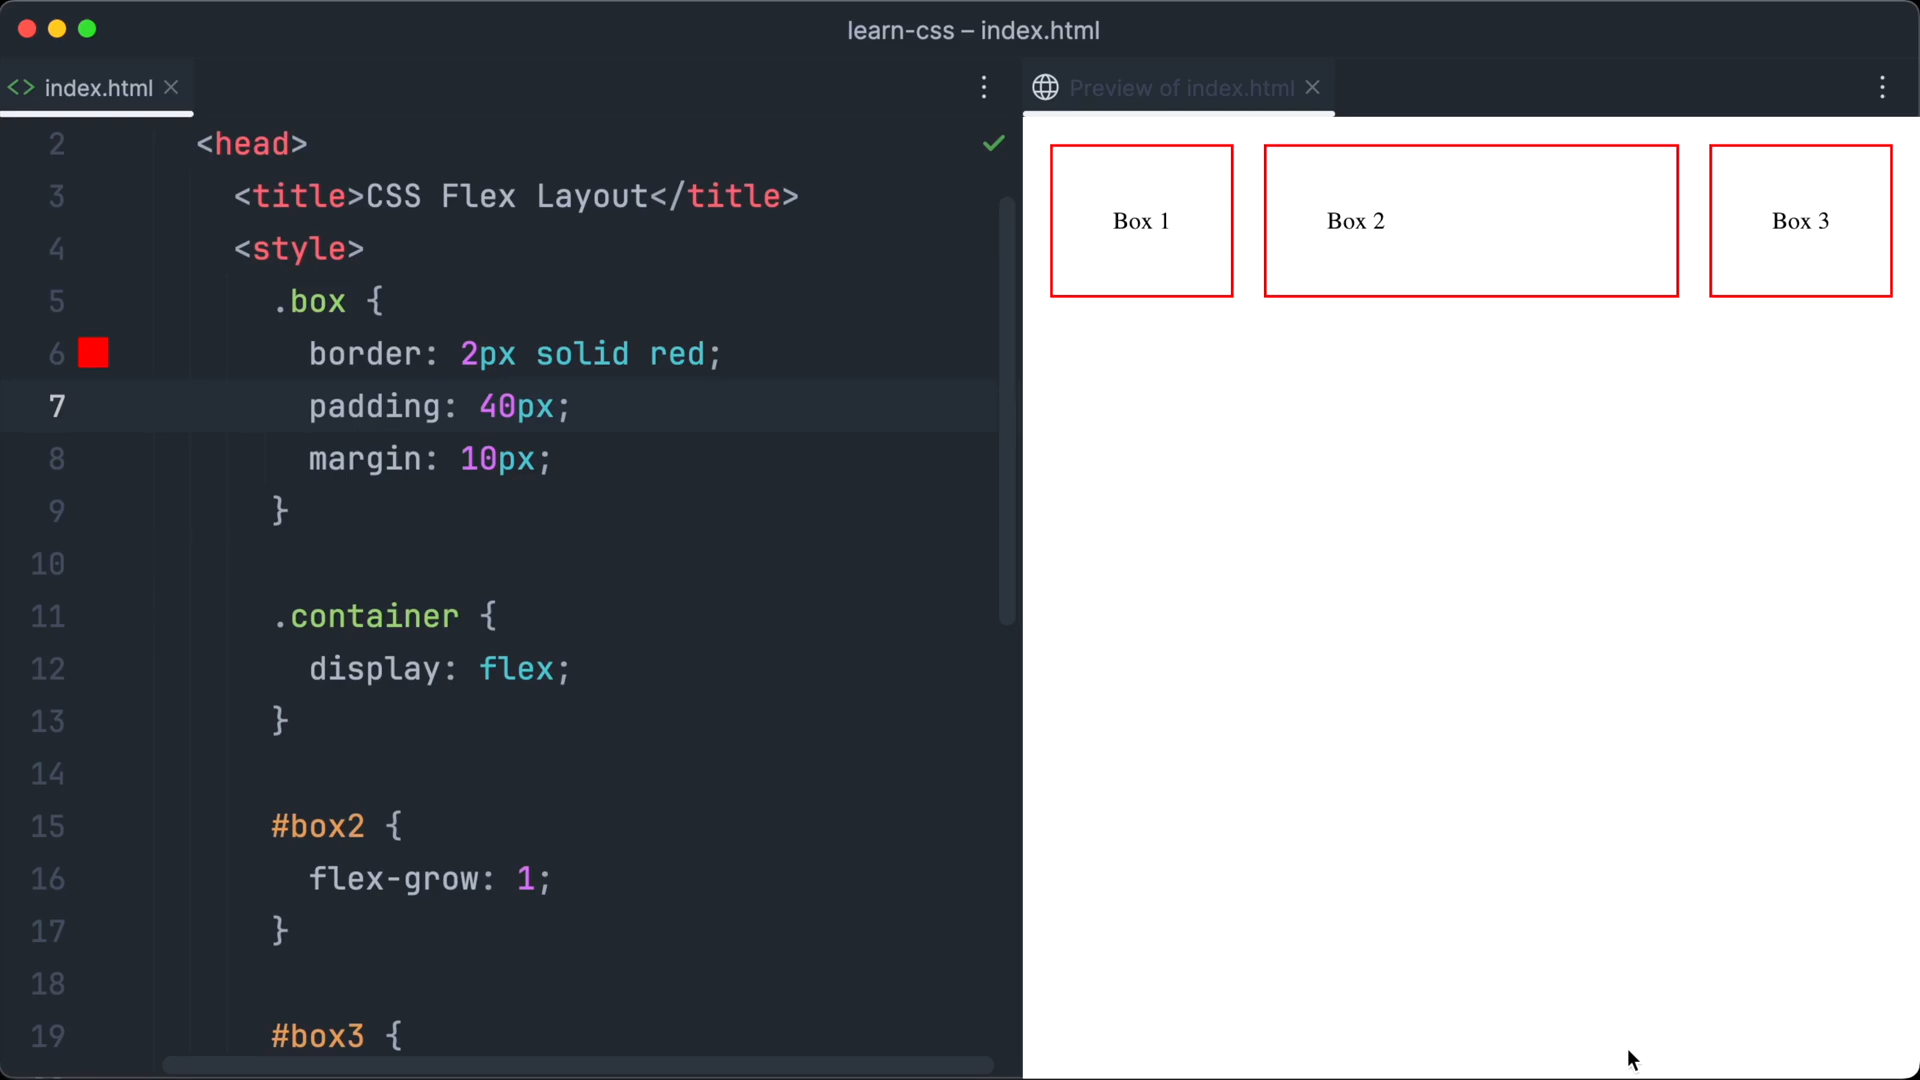 learn-css – index.html
<> index.html
Preview of index.html
2 <head>
3 <title>CSS Flex Layout</title>
4 <style>
5 .box {
6 border: 2px solid red;
7 padding: 40px;
8 margin: 10px;
9 }
10
11 .container {
12 display: flex;
13 }
14
15 #box2 {
16 flex-grow: 1;
17 }
18
19 #box3 {
Box 1 Box 2 Box 3